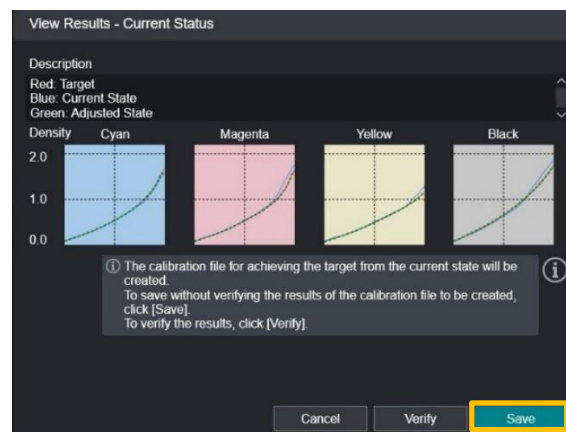 View Results - Current Status
Description
Red: Target
Blue: Current State
Green: Adjusted State
Density Cyan Magenta Yellow Black
2.0
1.0
0.0
The calibration file for achieving the target from the current state will be
created.
To save without verifying the results of the calibration file to be created,
click [Save].
To verify the results, click [Verify].
Cancel Verify Save